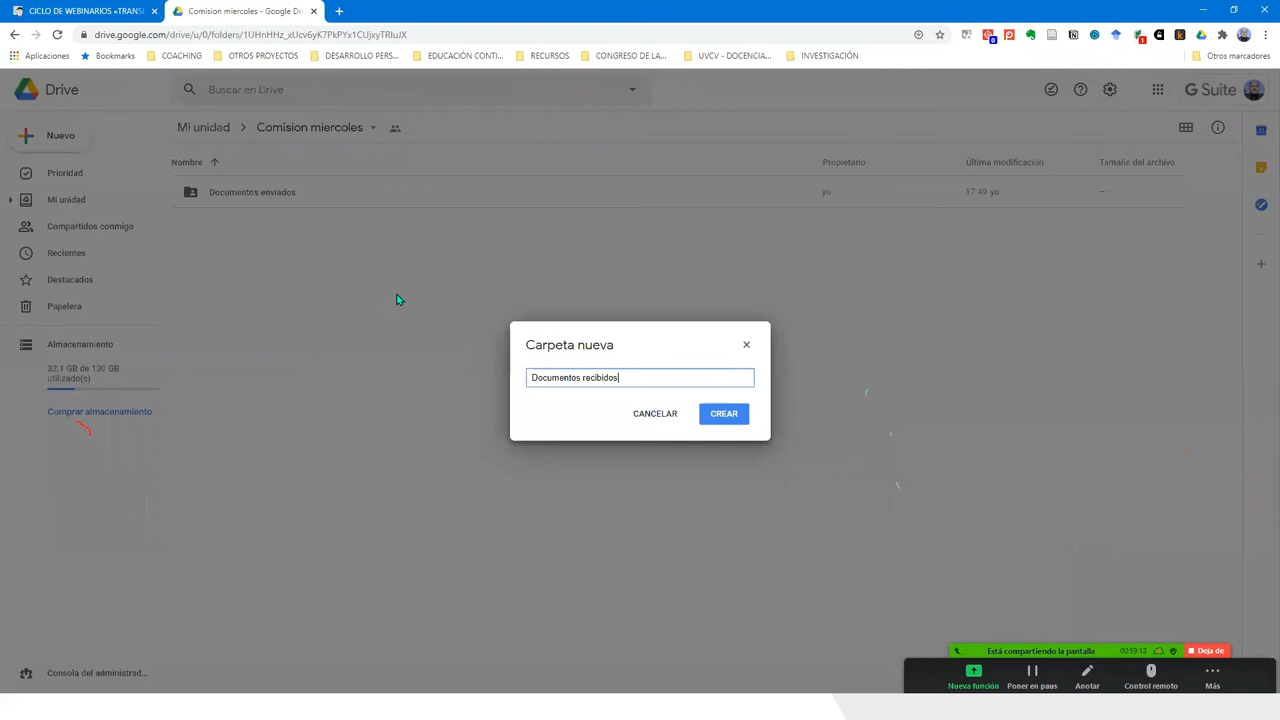 CICLO DE WEBINARIOS «TRANSI
Comision miercoles - Google Dr
drive.google.com/drive/u/0/folders/1UHnHHz_xUcv6yK7PkPYx1CUjxyTRluJX
Aplicaciones
Bookmarks
COACHING
OTROS PROYECTOS
DESARROLLO PERS...
EDUCACIÓN CONTI...
RECURSOS
CONGRESO DE LA...
UVCV - DOCENCIA...
INVESTIGACIÓN
Otros marcadores
Drive
Buscar en Drive
G Suite
Nuevo
Mi unidad
Comision miercoles
Nombre
Propietario
Última modificación
Tamaño del archivo
Prioridad
Documentos enviados
yo
17:49 yo
—
Mi unidad
Compartidos conmigo
Recientes
Destacados
Papelera
Almacenamiento
32,1 GB de 130 GB
utilizado(s)
Comprar almacenamiento
Carpeta nueva
Documentos recibidos
CANCELAR
CREAR
Consola del administrad...
Está compartiendo la pantalla
00:59:13
Deja de
Nueva función
Poner en paus
Anotar
Control remoto
Más